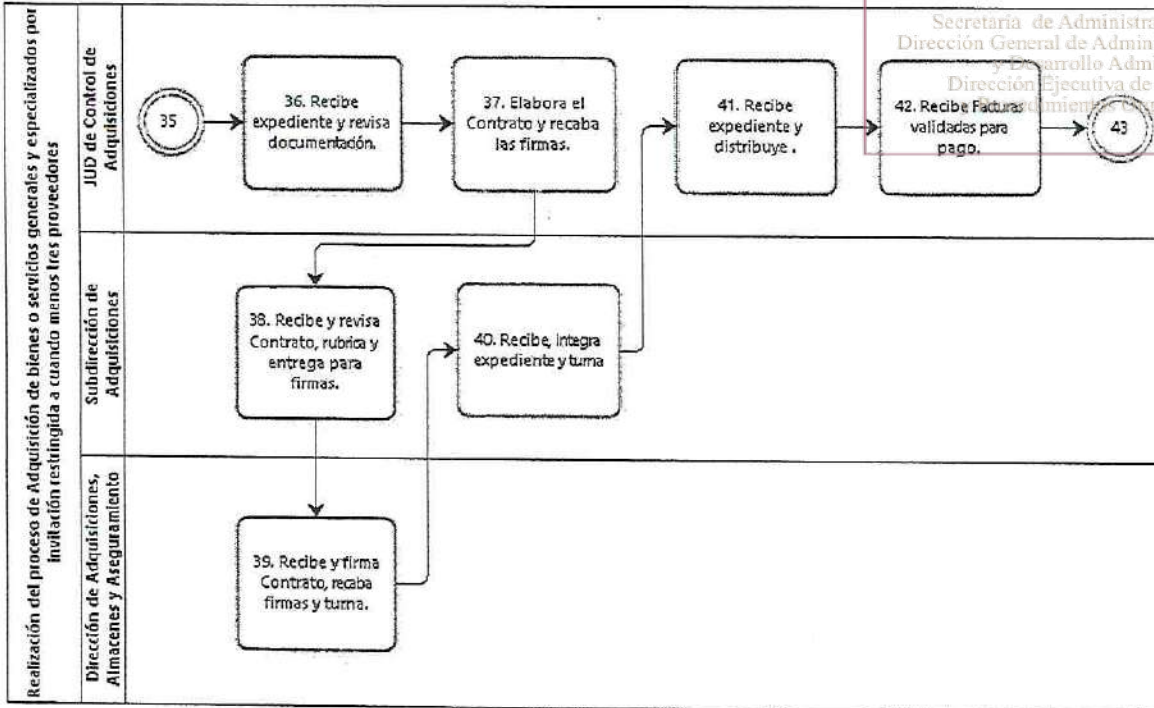 Realización del proceso de Adquisición de bienes o servicios generales y especializados por
invitación restringida a cuando menos tres proveedores
JUD de Control de
Adquisiciones
35
36. Recibe
expediente y revisa
documentación.
37. Elabora el
Contrato y recaba
las firmas.
41. Recibe
expediente y
distribuye .
42. Recibe Facturas
validadas para
pago.
43
Secretaría de Administra
Dirección General de Admin
y Desarrollo Admi
Dirección Ejecutiva de
Subdirección de
Adquisiciones
38. Recibe y revisa
Contrato, rubrica y
entrega para
firmas.
40. Recibe, integra
expediente y turna
Dirección de Adquisiciones,
Almacenes y Aseguramiento
39. Recibe y firma
Contrato, recaba
firmas y turna.